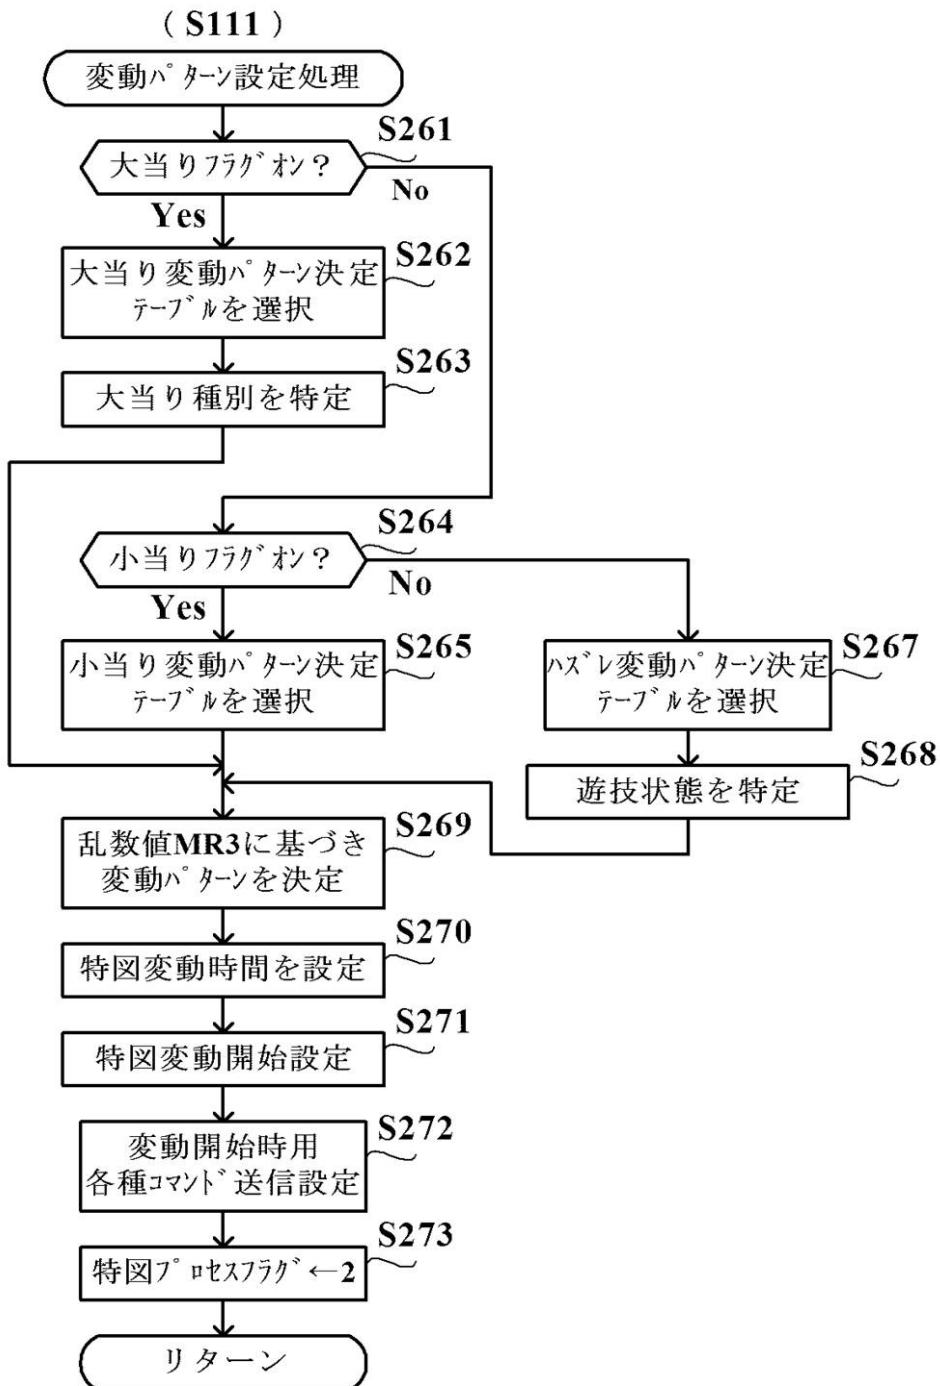 ( S111 )
変動ﾊﾟﾀｰﾝ設定処理
S261
大当りﾌﾗｸﾞｵﾝ？
No
Yes
S262
大当り変動ﾊﾟﾀｰﾝ決定
ﾃｰﾌﾞﾙを選択
S263
大当り種別を特定
S264
小当りﾌﾗｸﾞｵﾝ？
No
Yes
S265
小当り変動ﾊﾟﾀｰﾝ決定
ﾃｰﾌﾞﾙを選択
S267
ﾊｽﾞﾚ変動ﾊﾟﾀｰﾝ決定
ﾃｰﾌﾞﾙを選択
S268
遊技状態を特定
S269
乱数値MR3に基づき
変動ﾊﾟﾀｰﾝを決定
S270
特図変動時間を設定
S271
特図変動開始設定
S272
変動開始時用
各種ｺﾏﾝﾄﾞ送信設定
S273
特図ﾌﾟﾛｾｽﾌﾗｸﾞ←2
リターン